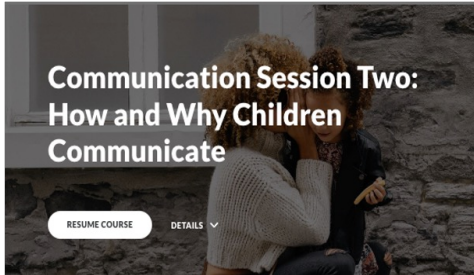 Communication Session Two:
How and Why Children
Communicate
RESUME COURSE
DETAILS